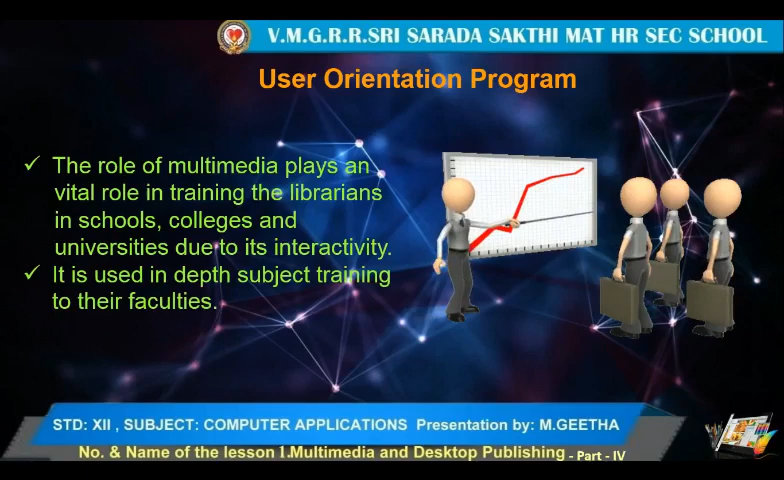 V.M.G.R.R.SRI SARADA SAKTHI MAT HR SEC SCHOOL
User Orientation Program
✓ The role of multimedia plays an
vital role in training the librarians
in schools, colleges and
universities due to its interactivity.
✓ It is used in depth subject training
to their faculties.
STD: XII , SUBJECT: COMPUTER APPLICATIONS Presentation by: M.GEETHA
No. & Name of the lesson 1.Multimedia and Desktop Publishing - Part - IV